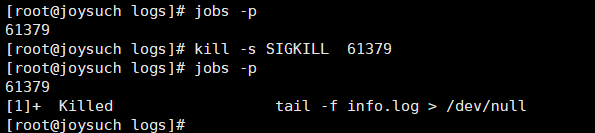 [root@joysuch logs]# jobs -p
61379
[root@joysuch logs]# kill -s SIGKILL  61379
[root@joysuch logs]# jobs -p
61379
[1]+  Killed                  tail -f info.log > /dev/null
[root@joysuch logs]#